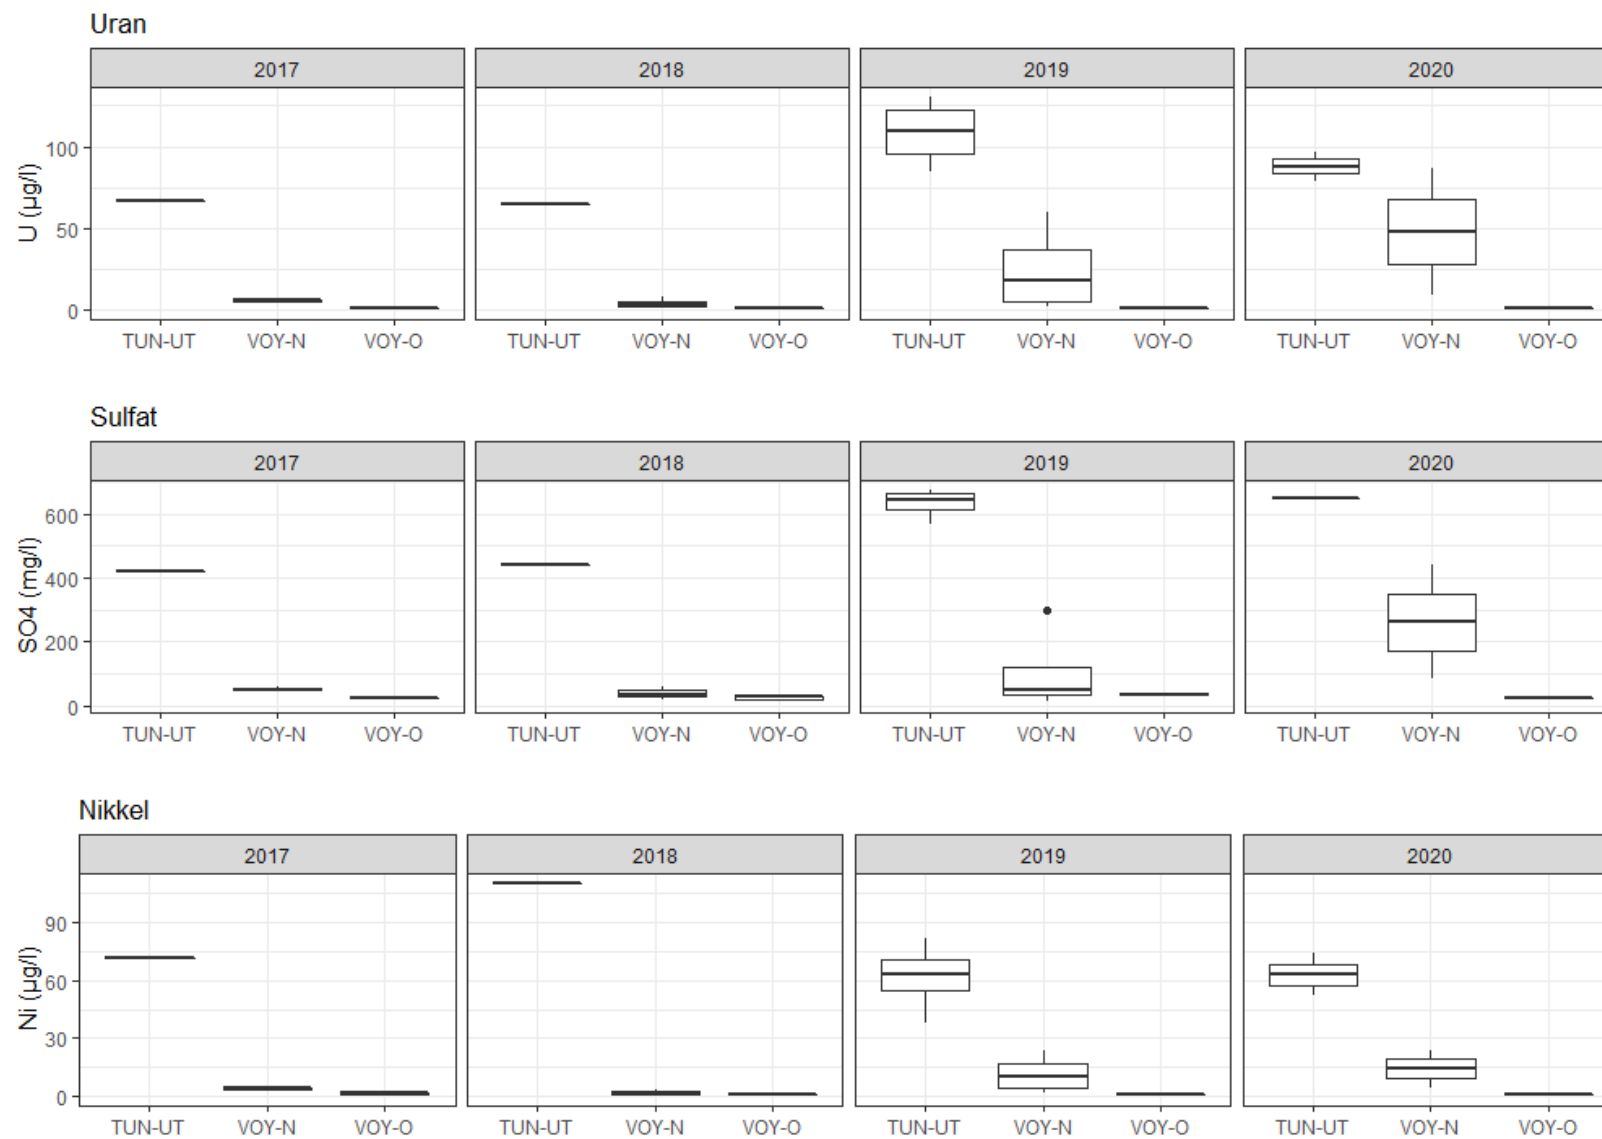 Uran
2017 2018 2019 2020
U (µg/l)
100
50
0
TUN-UT VOY-N VOY-O TUN-UT VOY-N VOY-O TUN-UT VOY-N VOY-O TUN-UT VOY-N VOY-O
Sulfat
2017 2018 2019 2020
SO4 (mg/l)
600
400
200
0
TUN-UT VOY-N VOY-O TUN-UT VOY-N VOY-O TUN-UT VOY-N VOY-O TUN-UT VOY-N VOY-O
Nikkel
2017 2018 2019 2020
Ni (µg/l)
90
60
30
0
TUN-UT VOY-N VOY-O TUN-UT VOY-N VOY-O TUN-UT VOY-N VOY-O TUN-UT VOY-N VOY-O